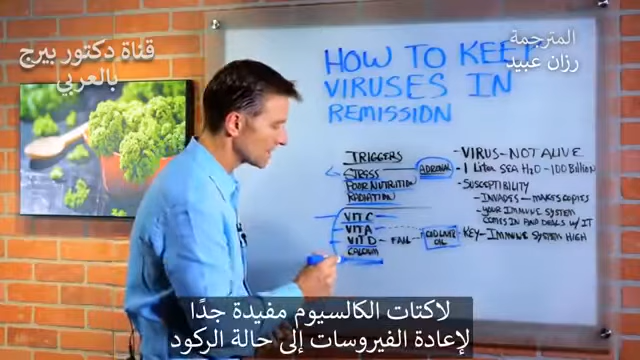 قناة دكتور بيرج
بالعربي
المترجمة
رزان عبيد
HOW TO KEE
VIRUSES IN
REMISSION
TRIGGERS
STRESS
ADRENAL
POOR NUTRITION
RADIATION
VIT C
VIT A
VIT D - FALL
COD LIVER
OIL
CALCIUM
- VIRUS - NOT ALIVE
- 1 Liter SEA H2O - 100 Billion
- SUSCEPTIBILITY
- INVADES - MAKES COPIES
- YOUR IMMUNE SYSTEM
COMES IN AND DEALS W/ IT
KEY - IMMUNE SYSTEM HIGH
لاكتات الكالسيوم مفيدة جدًا
لإعادة الفيروسات إلى حالة الركود